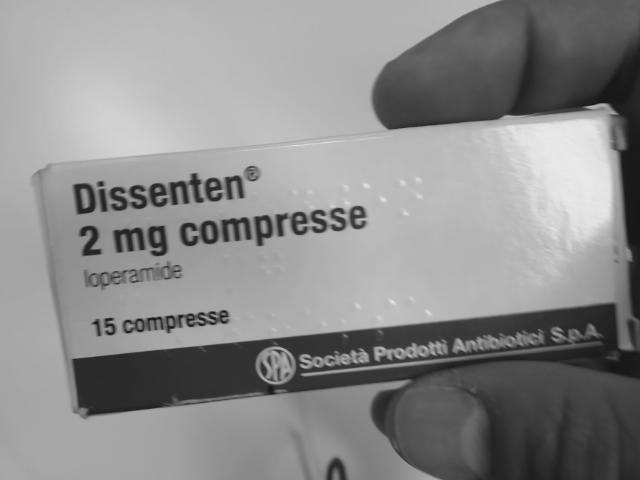 Dissenten®
2 mg compresse
loperamide
15 compresse
SPA Società Prodotti Antibiotici S.p.A.